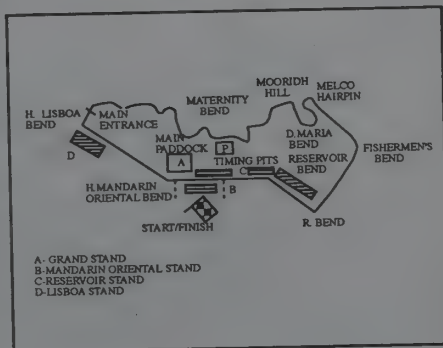 MOORIDH
HILL
MELCO
HAIRPIN
MATERNITY
BEND
H. LISBOA
BEND
MAIN
ENTRANCE
D
MAIN
PADDOCK
A
P
D. MARIA
BEND
TIMING PITS
C
RESERVOIR
BEND
FISHERMEN'S
BEND
H. MANDARIN
ORIENTAL BEND
B
R. BEND
START/FINISH
A- GRAND STAND
B-MANDARIN ORIENTAL STAND
C-RESERVOIR STAND
D-LISBOA STAND